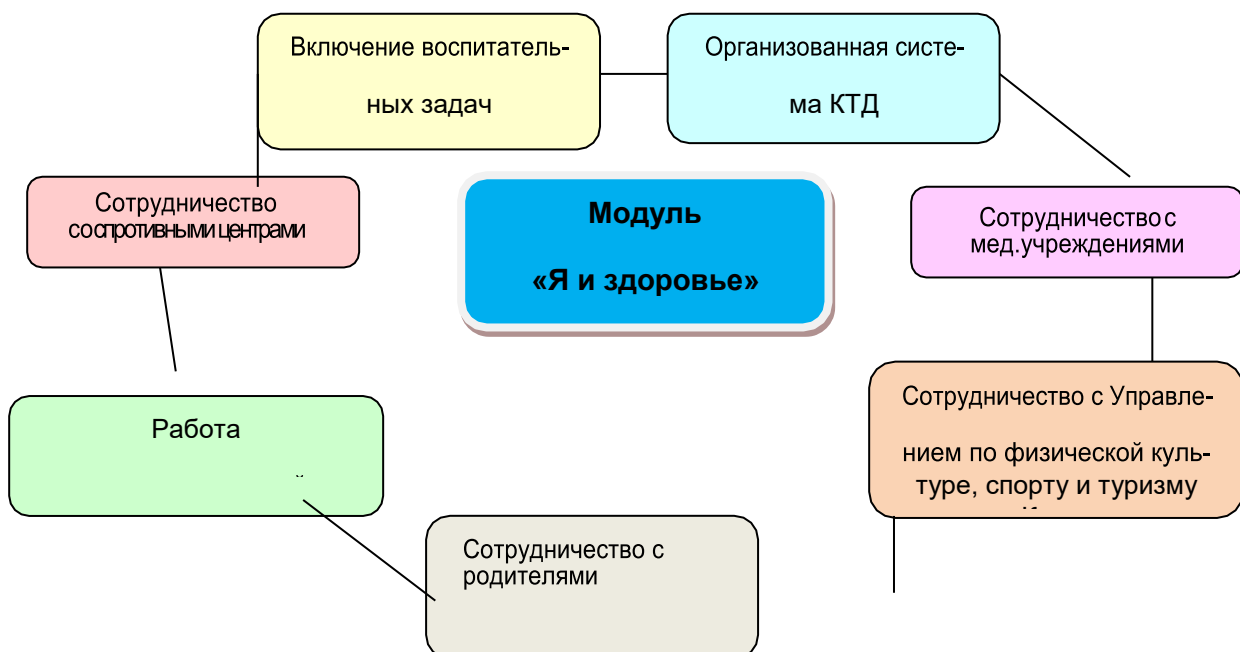 Включение воспитатель-
ных задач
Организованная систе-
ма КТД
Сотрудничество
соспротивными центрами
Модуль
«Я и здоровье»
Сотрудничество с
мед.учреждениями
Работа
Сотрудничество с Управле-
нием по физической куль-
туре, спорту и туризму
Сотрудничество с
родителями